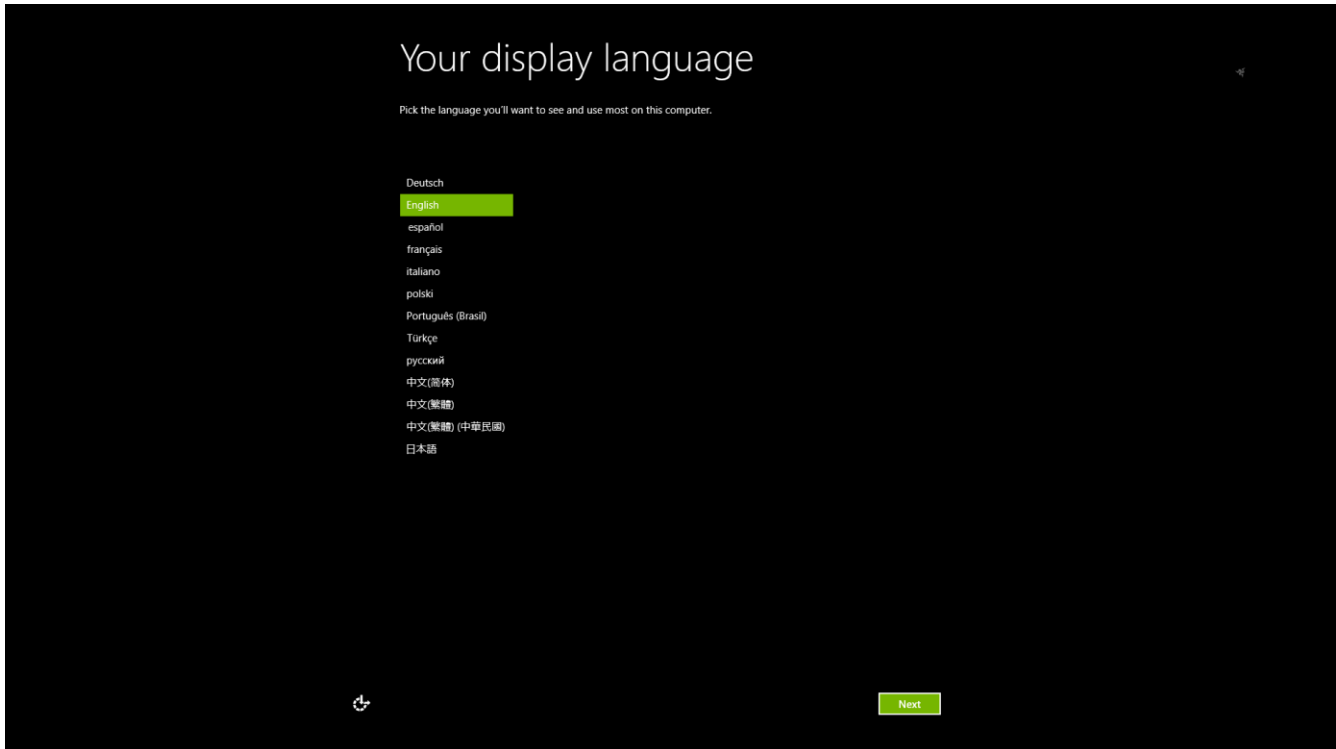 Your display language
Pick the language you'll want to see and use most on this computer.
Deutsch
English
español
français
italiano
polski
Português (Brasil)
Türkçe
русский
中文(简体)
中文(繁體)
中文(繁體) (中華民國)
日本語
Next